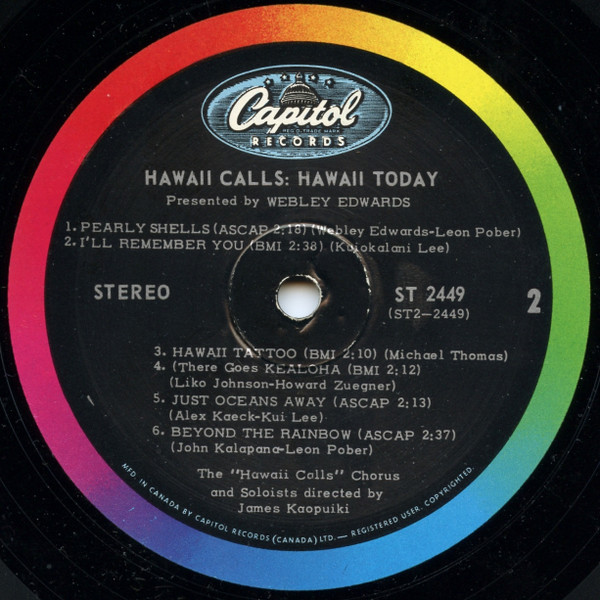 Capitol
REG. TRADE MARK
RECORDS
HAWAII CALLS: HAWAII TODAY
Presented by WEBLEY EDWARDS
1. PEARLY SHELLS (ASCAP 2:18) (Webley Edwards-Leon Pober)
2. I'LL REMEMBER YOU (BMI 2:38) (Kuiokalani Lee)
STEREO
ST 2449
(ST2-2449)
2
3. HAWAII TATTOO (BMI 2:10) (Michael Thomas)
4. (There Goes KEALOHA (BMI 2:12)
(Liko Johnson-Howard Zuegner)
5. JUST OCEANS AWAY (ASCAP 2:13)
(Alex Kaeck-Kui Lee)
6. BEYOND THE RAINBOW (ASCAP 2:37)
(John Kalapana-Leon Pober)
The "Hawaii Calls" Chorus
and Soloists directed by
James Kaopuiki
MFD. IN CANADA BY CAPITOL RECORDS (CANADA) LTD. — REGISTERED USER. COPYRIGHTED.